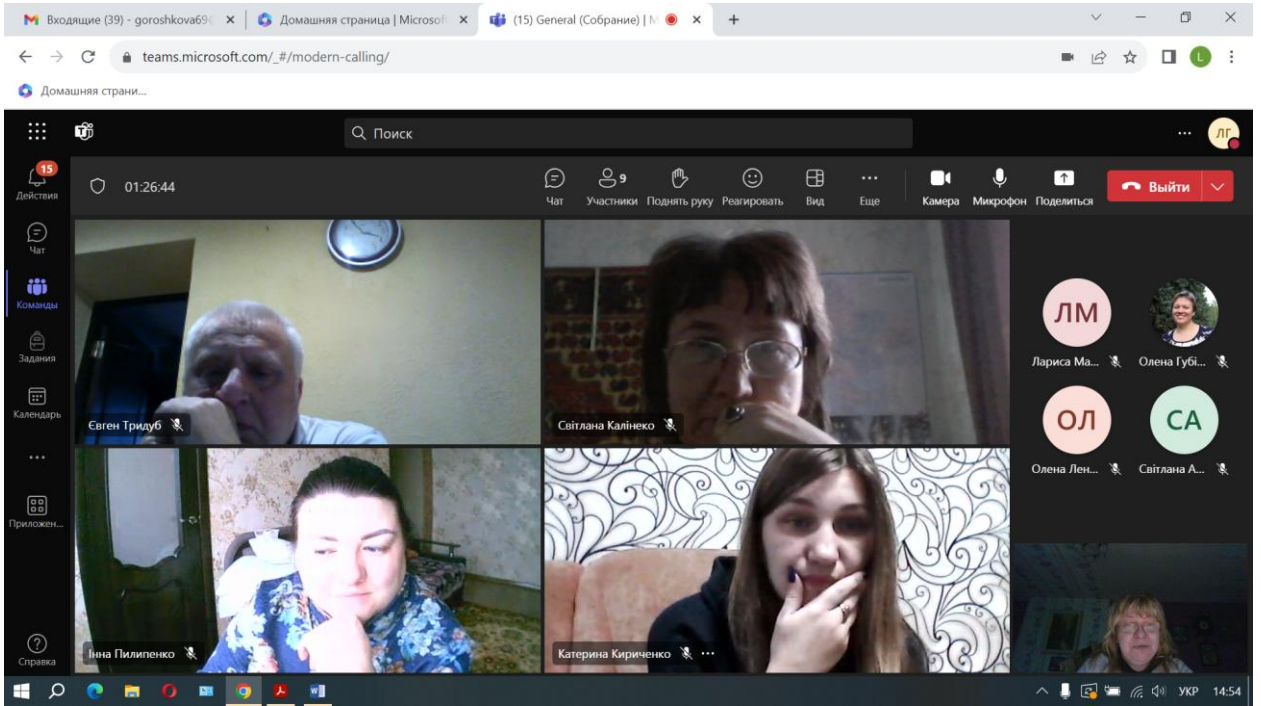 Входящие (39) - goroshkova69
Домашняя страница | Microsof
(15) General (Собрание) | M
teams.microsoft.com/_#/modern-calling/
L
Домашняя страни...
Поиск
ЛГ
15
Действия
Чат
Команды
Задания
Календарь
Приложен...
Справка
01:26:44
9
Чат
Участники
Поднять руку
Реагировать
Вид
Еще
Камера
Микрофон
Поделиться
Выйти
Євген Тридуб
Світлана Калінеко
Інна Пилипенко
Катерина Кириченко
ЛМ
Лариса Ма...
Олена Губі...
ОЛ
Олена Лен...
СА
Світлана А...
УКР
14:54